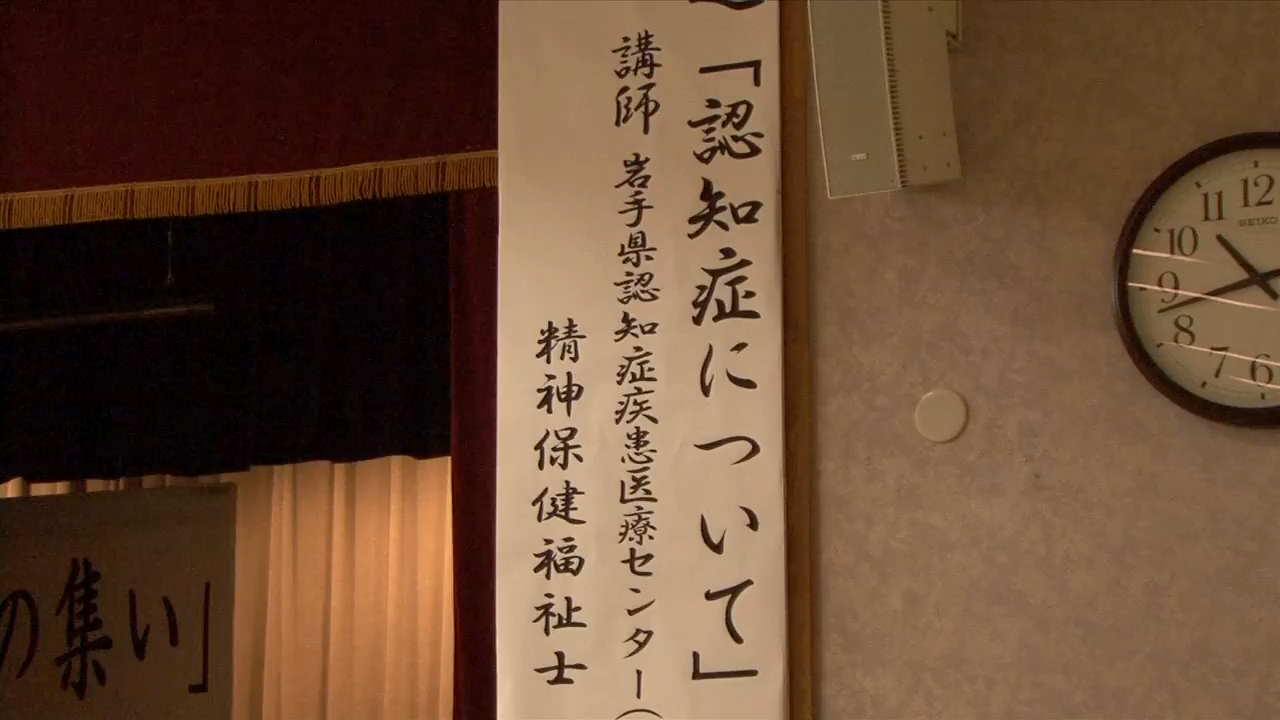 「認知症について」
講師 岩手県認知症疾患医療センター(
精神保健福祉士
の集い」
11 12
10
9
8
7 6
SEIKO